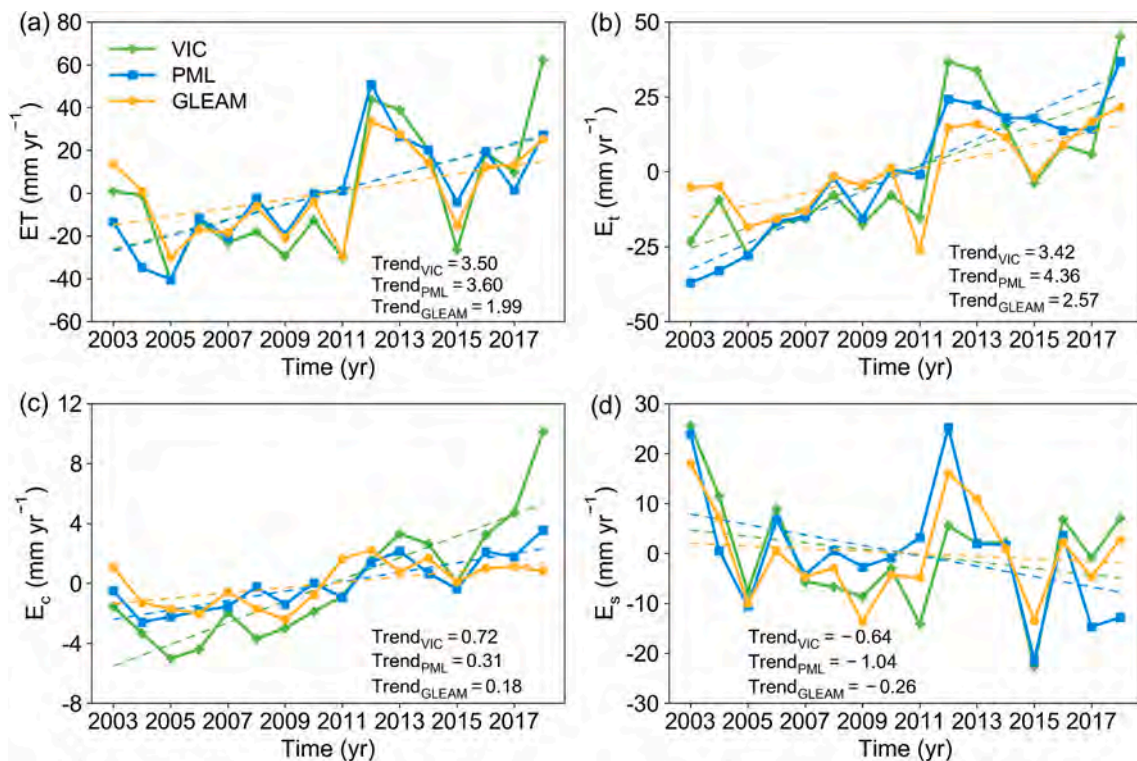 (a)
80
60
40
20
0
−20
−40
−60
ET (mm yr⁻¹)
VIC
PML
GLEAM
Trend_VIC = 3.50
Trend_PML = 3.60
Trend_GLEAM = 1.99
2003 2005 2007 2009 2011 2013 2015 2017
Time (yr)
(b)
50
25
0
−25
−50
E_t (mm yr⁻¹)
Trend_VIC = 3.42
Trend_PML = 4.36
Trend_GLEAM = 2.57
2003 2005 2007 2009 2011 2013 2015 2017
Time (yr)
(c)
12
8
4
0
−4
−8
E_c (mm yr⁻¹)
Trend_VIC = 0.72
Trend_PML = 0.31
Trend_GLEAM = 0.18
2003 2005 2007 2009 2011 2013 2015 2017
Time (yr)
(d)
30
20
10
0
−10
−20
−30
E_s (mm yr⁻¹)
Trend_VIC = −0.64
Trend_PML = −1.04
Trend_GLEAM = −0.26
2003 2005 2007 2009 2011 2013 2015 2017
Time (yr)